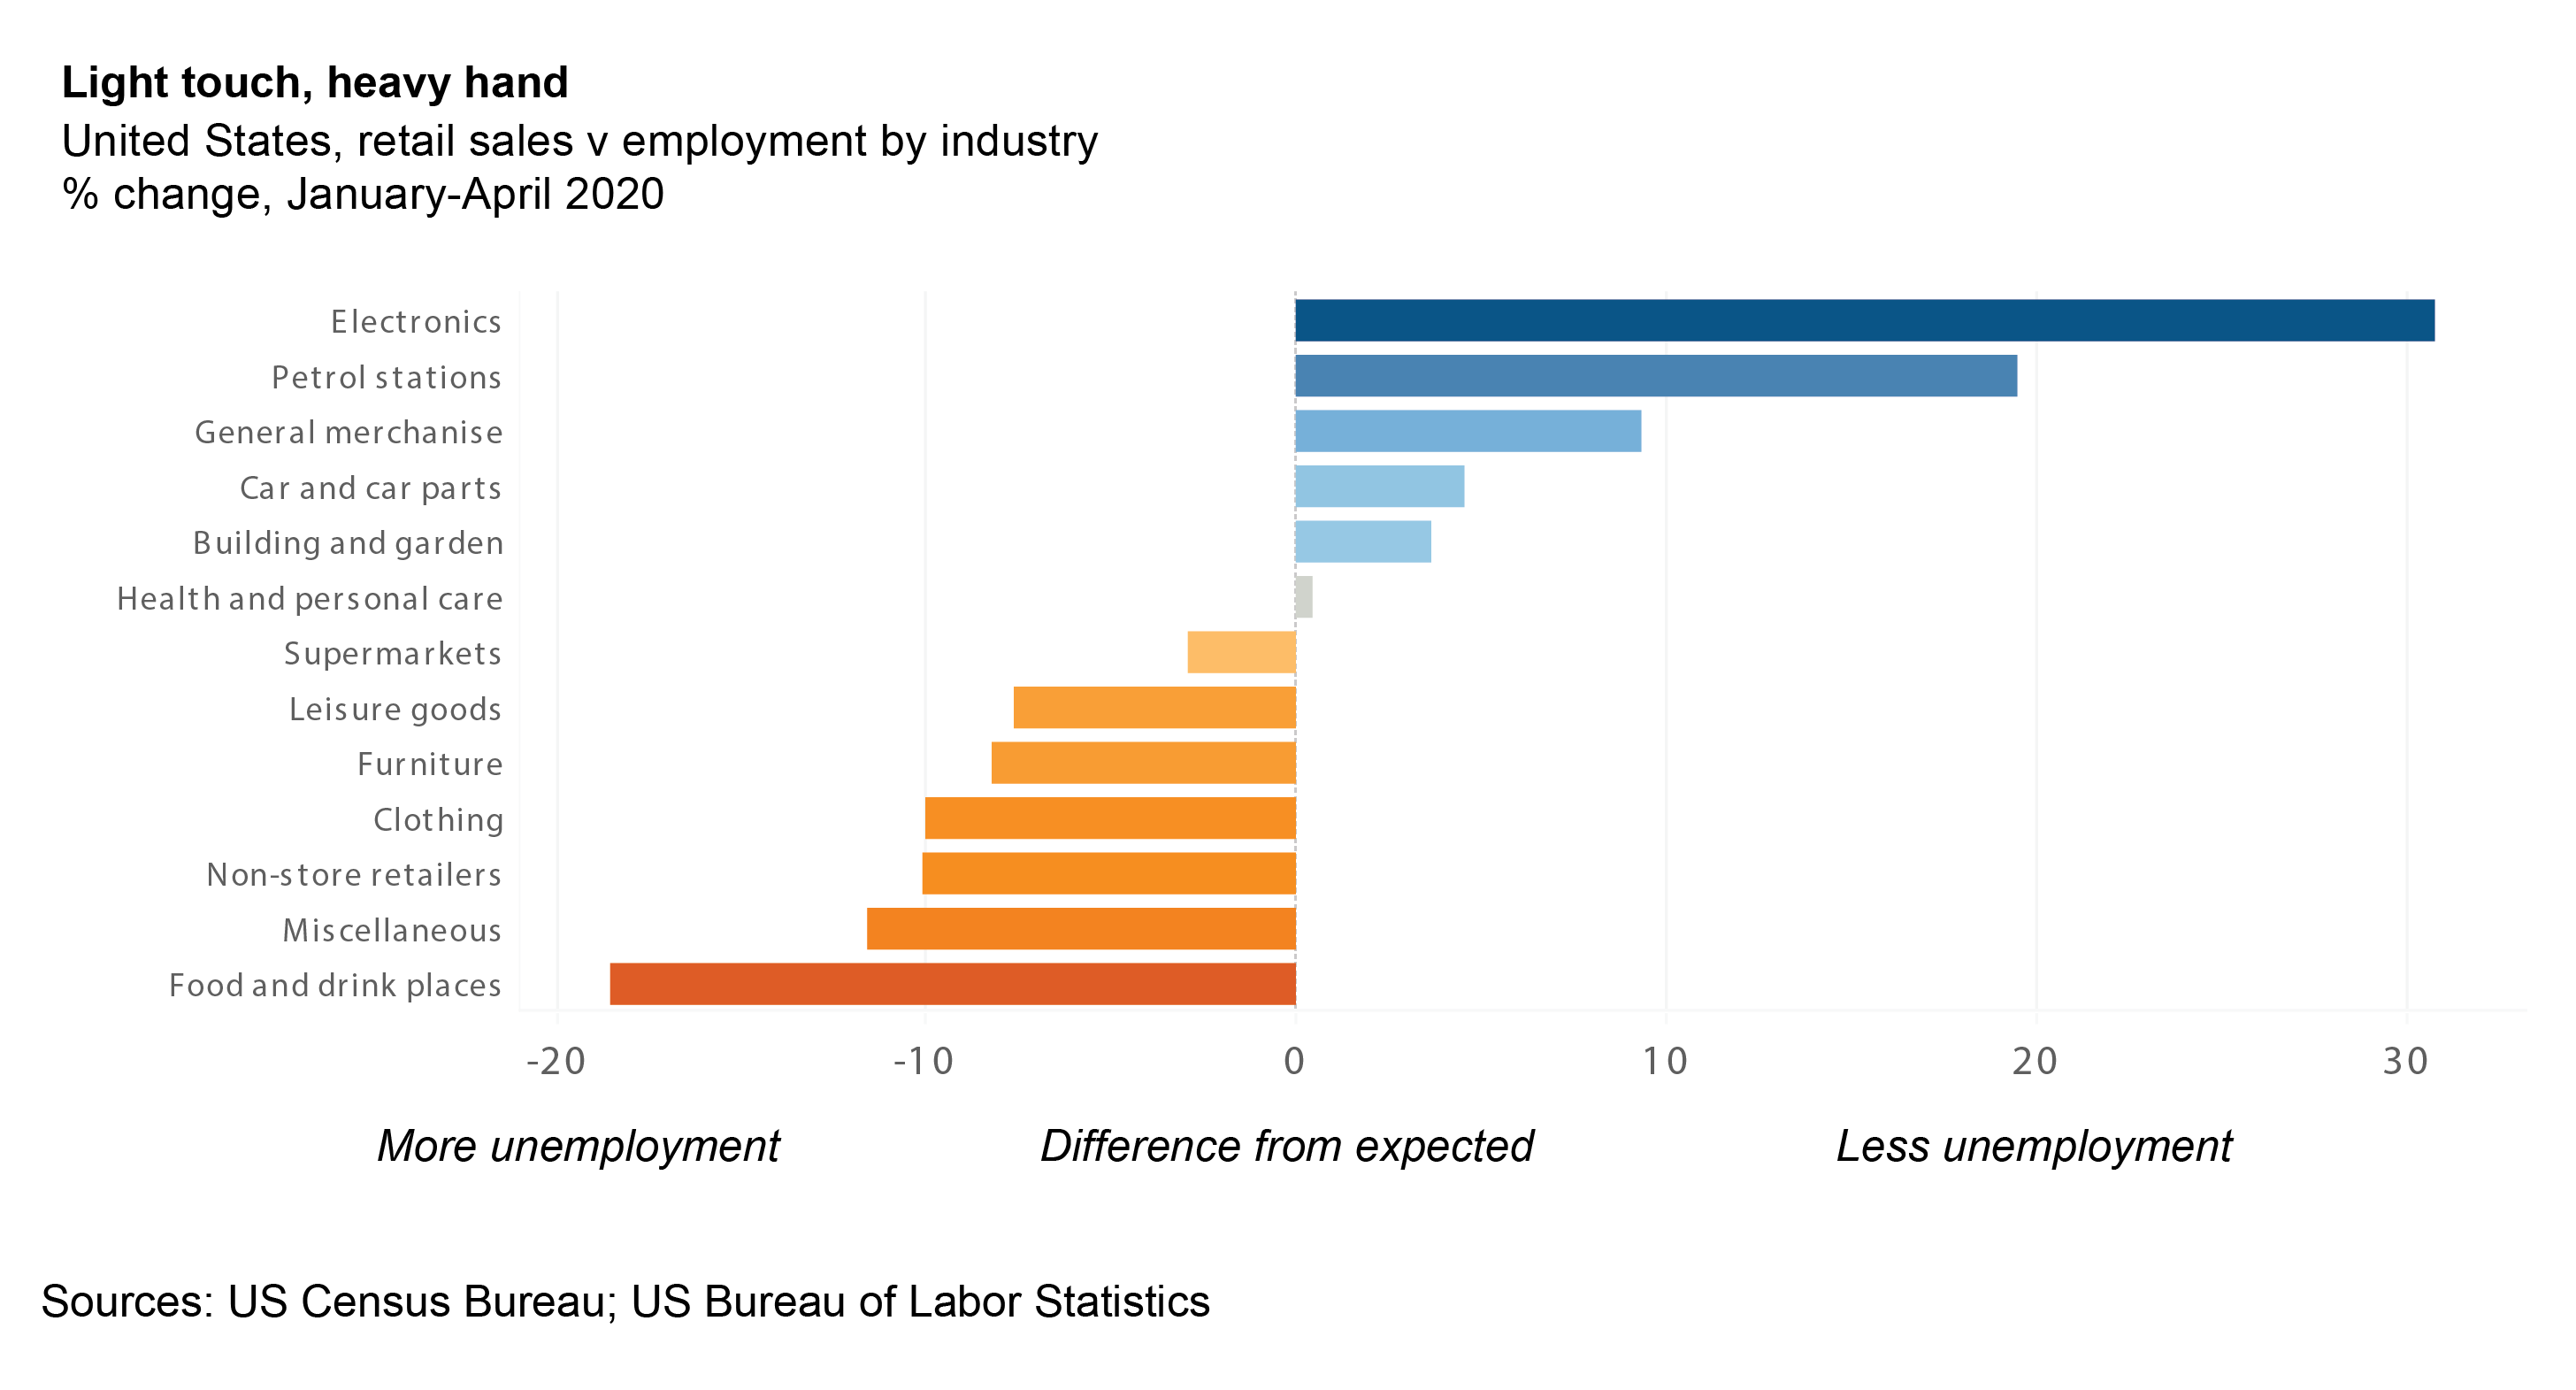 Light touch, heavy hand
United States, retail sales v employment by industry
% change, January-April 2020
Electronics
Petrol stations
General merchanise
Car and car parts
Building and garden
Health and personal care
Supermarkets
Leisure goods
Furniture
Clothing
Non-store retailers
Miscellaneous
Food and drink places
-20 -10 0 10 20 30
More unemployment Difference from expected Less unemployment
Sources: US Census Bureau; US Bureau of Labor Statistics